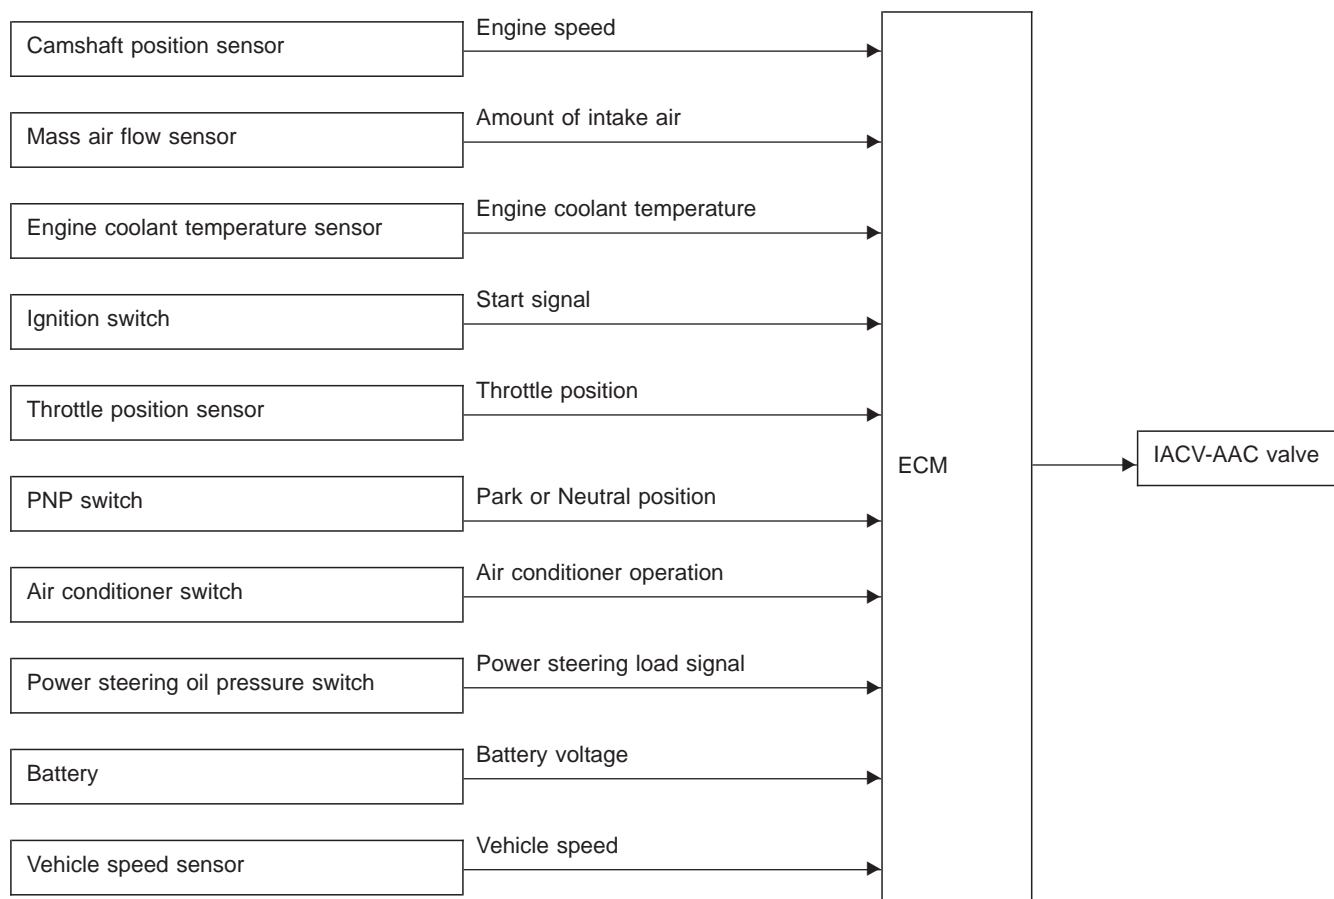 Camshaft position sensor
Engine speed
Mass air flow sensor
Amount of intake air
Engine coolant temperature sensor
Engine coolant temperature
Ignition switch
Start signal
Throttle position sensor
Throttle position
PNP switch
Park or Neutral position
Air conditioner switch
Air conditioner operation
Power steering oil pressure switch
Power steering load signal
Battery
Battery voltage
Vehicle speed sensor
Vehicle speed
ECM
IACV-AAC valve